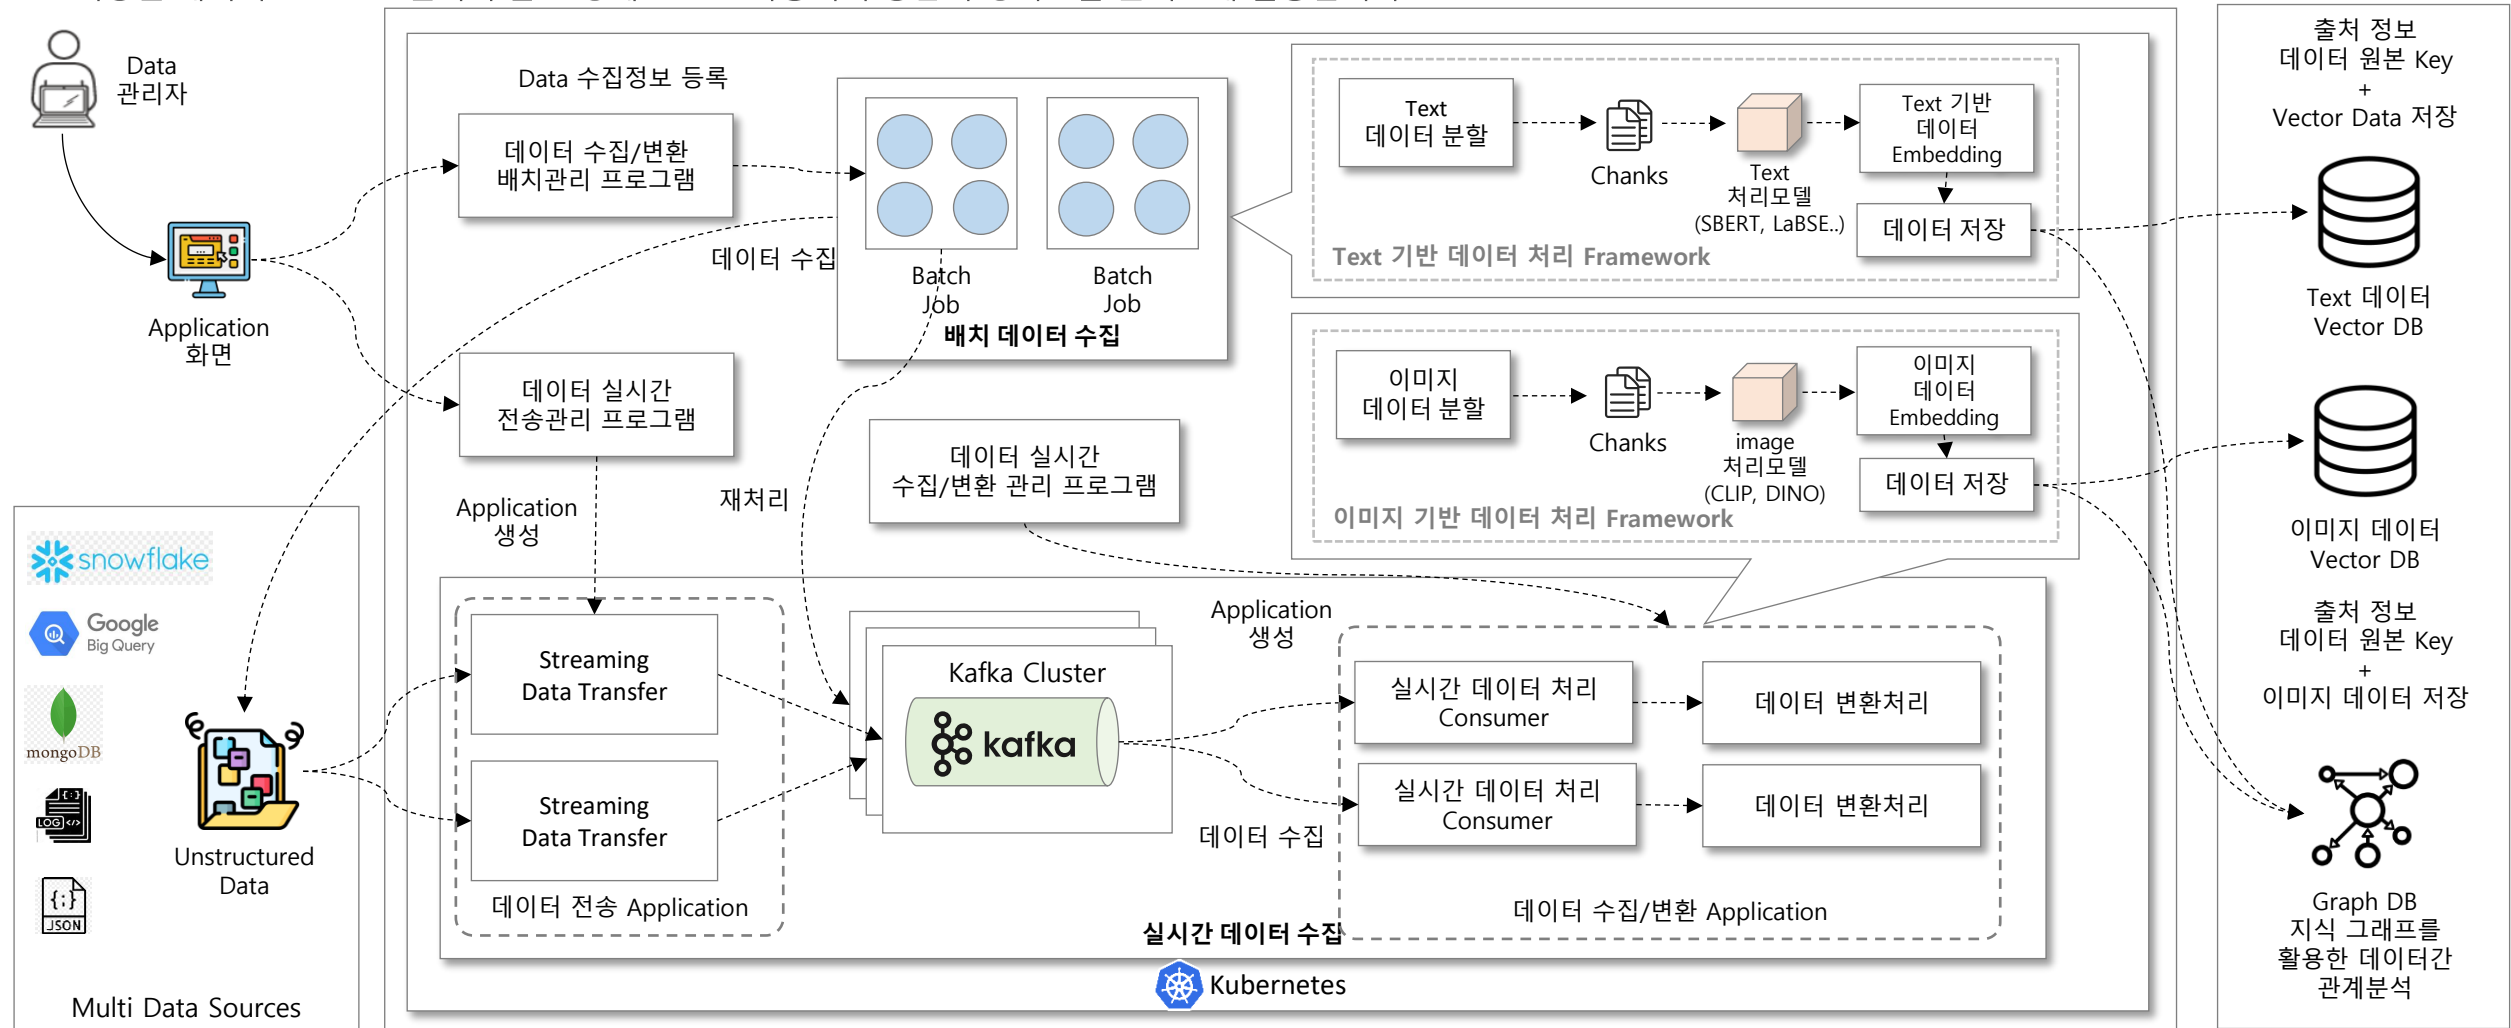 Data
관리자
Application
화면
snowflake
Google
Big Query
mongoDB
LOG </>
{;}
JSON
Unstructured
Data
Multi Data Sources
Data 수집정보 등록
데이터 수집/변환
배치관리 프로그램
데이터 수집
데이터 실시간
전송관리 프로그램
Application
생성
재처리
Batch
Job
Batch
Job
배치 데이터 수집
데이터 실시간
수집/변환 관리 프로그램
Text
데이터 분할
Chanks
Text
처리모델
(SBERT, LaBSE..)
Text 기반
데이터
Embedding
데이터 저장
Text 기반 데이터 처리 Framework
이미지
데이터 분할
Chanks
image
처리모델
(CLIP, DINO)
이미지
데이터
Embedding
데이터 저장
이미지 기반 데이터 처리 Framework
Streaming
Data Transfer
Streaming
Data Transfer
데이터 전송 Application
Kafka Cluster
kafka
Application
생성
데이터 수집
실시간 데이터 처리
Consumer
데이터 변환처리
실시간 데이터 처리
Consumer
데이터 변환처리
데이터 수집/변환 Application
실시간 데이터 수집
Kubernetes
출처 정보
데이터 원본 Key
+
Vector Data 저장
Text 데이터
Vector DB
이미지 데이터
Vector DB
출처 정보
데이터 원본 Key
+
이미지 데이터 저장
Graph DB
지식 그래프를
활용한 데이터간
관계분석